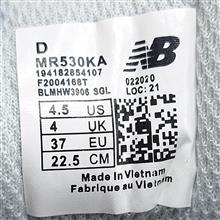 D
NB
MR530KA
194182854107
F2004168T
BLMHW3906 SGL
022020
LOC: 21
4.5 US
4 UK
37 EU
22.5 CM
Made in Vietnam
Fabriqué au Vietnam